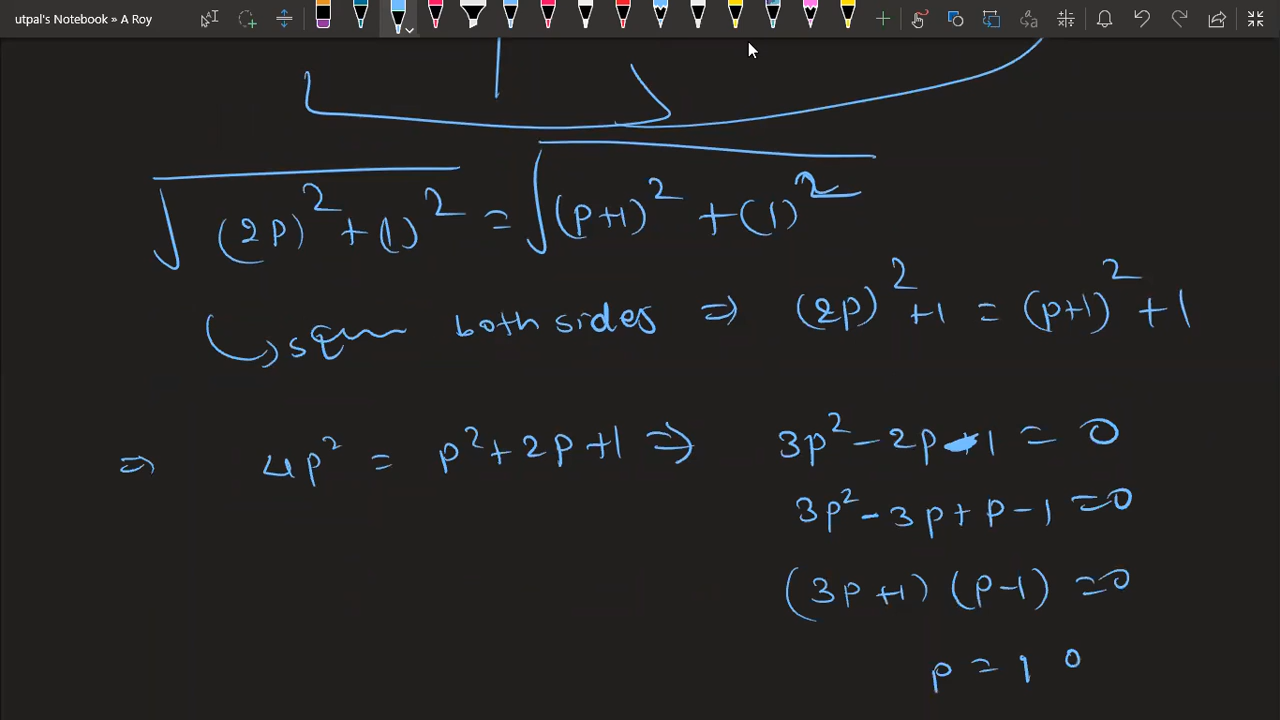 utpal's Notebook » A Roy
√((2p)² + (1)²) = √((p+1)² + (1)²)
both sides ⇒ (2p)² + 1 = (p+1)² + 1
⇒ 4p² = p² + 2p + 1 ⇒ 3p² - 2p - 1 = 0
3p² - 3p + p - 1 = 0
(3p + 1) (p - 1) = 0
p = 1 0